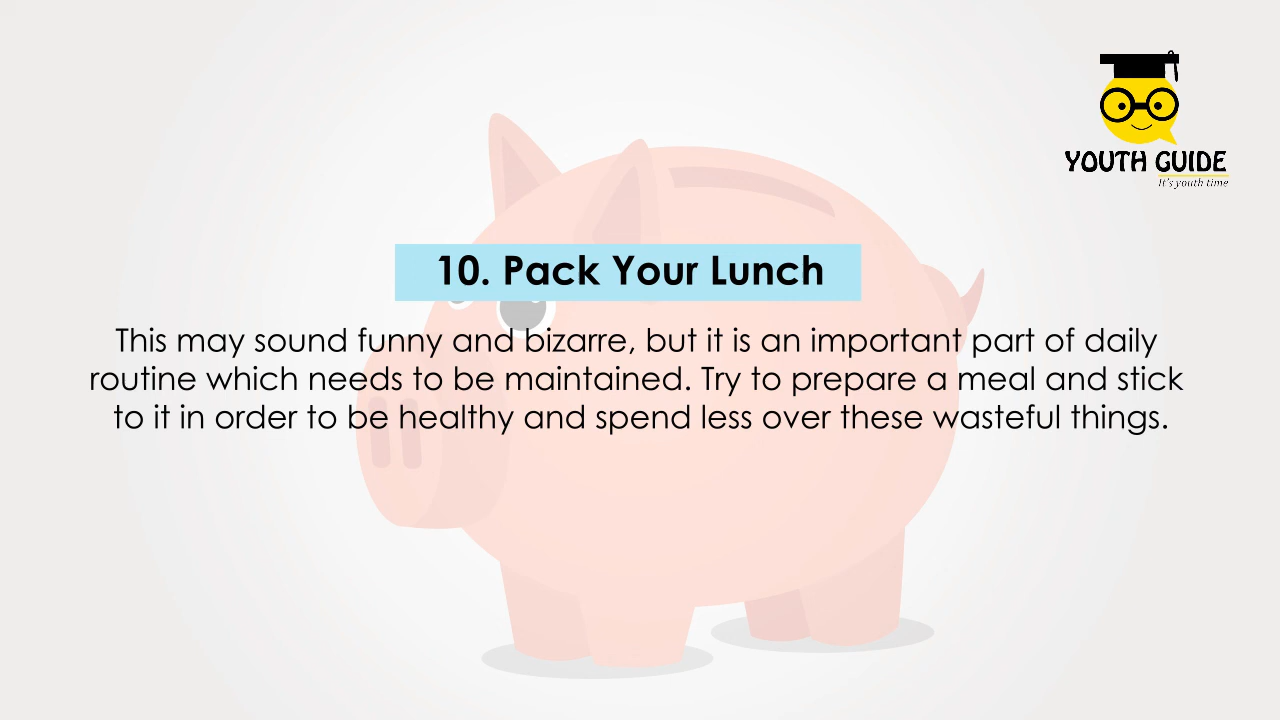 YOUTH GUIDE
It's youth time
10. Pack Your Lunch
This may sound funny and bizarre, but it is an important part of daily
routine which needs to be maintained. Try to prepare a meal and stick
to it in order to be healthy and spend less over these wasteful things.